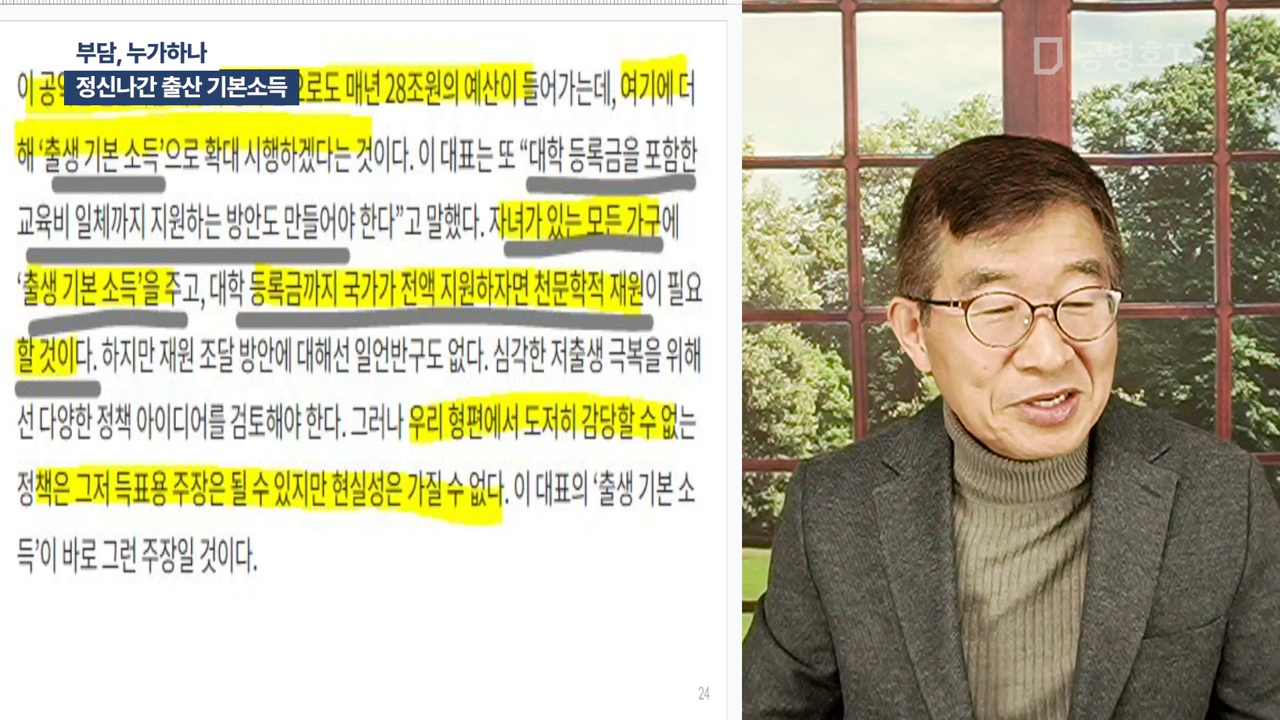 부담, 누가하나
정신나간 출산 기본소득
공병호TV
으로도 매년 28조원의 예산이 들어가는데, 여기에 더
해 ‘출생 기본 소득’으로 확대 시행하겠다는 것이다. 이 대표는 또 “대학 등록금을 포함한
교육비 일체까지 지원하는 방안도 만들어야 한다”고 말했다. 자녀가 있는 모든 가구에
‘출생 기본 소득’을 주고, 대학 등록금까지 국가가 전액 지원하자면 천문학적 재원이 필요
할 것이다. 하지만 재원 조달 방안에 대해선 일언반구도 없다. 심각한 저출생 극복을 위해
선 다양한 정책 아이디어를 검토해야 한다. 그러나 우리 형편에서 도저히 감당할 수 없는
정책은 그저 득표용 주장은 될 수 있지만 현실성은 가질 수 없다. 이 대표의 ‘출생 기본 소
득’이 바로 그런 주장일 것이다.
24